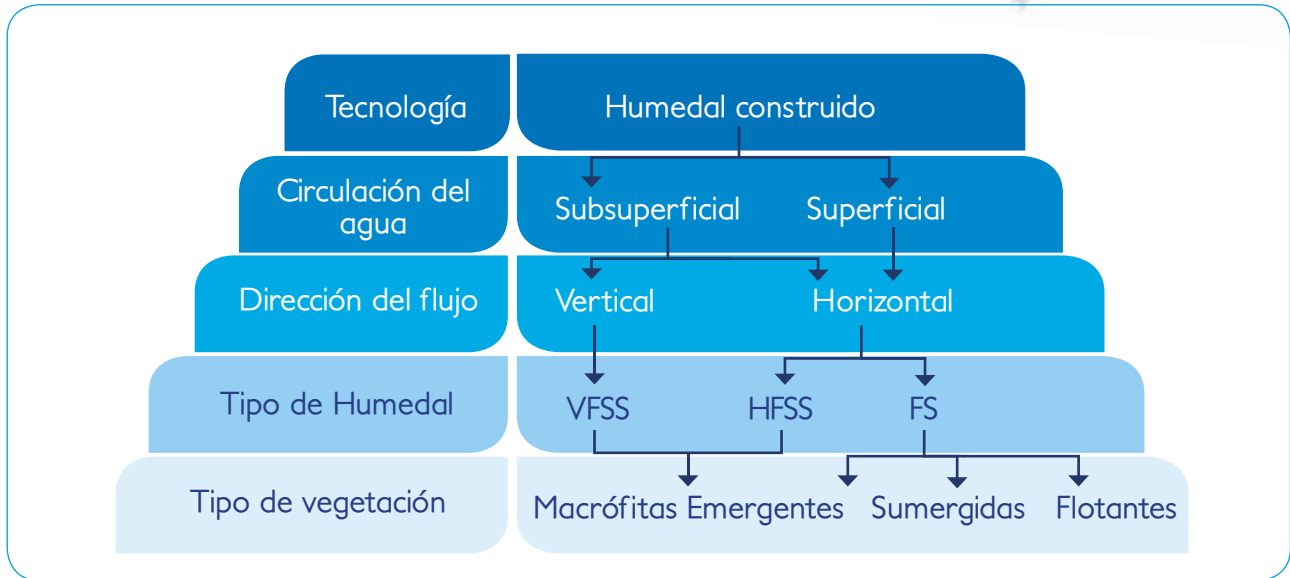 Tecnología
Humedal construido
Circulación del
agua
Subsuperficial
Superficial
Dirección del flujo
Vertical
Horizontal
Tipo de Humedal
VFSS
HFSS
FS
Tipo de vegetación
Macrófitas Emergentes
Sumergidas
Flotantes